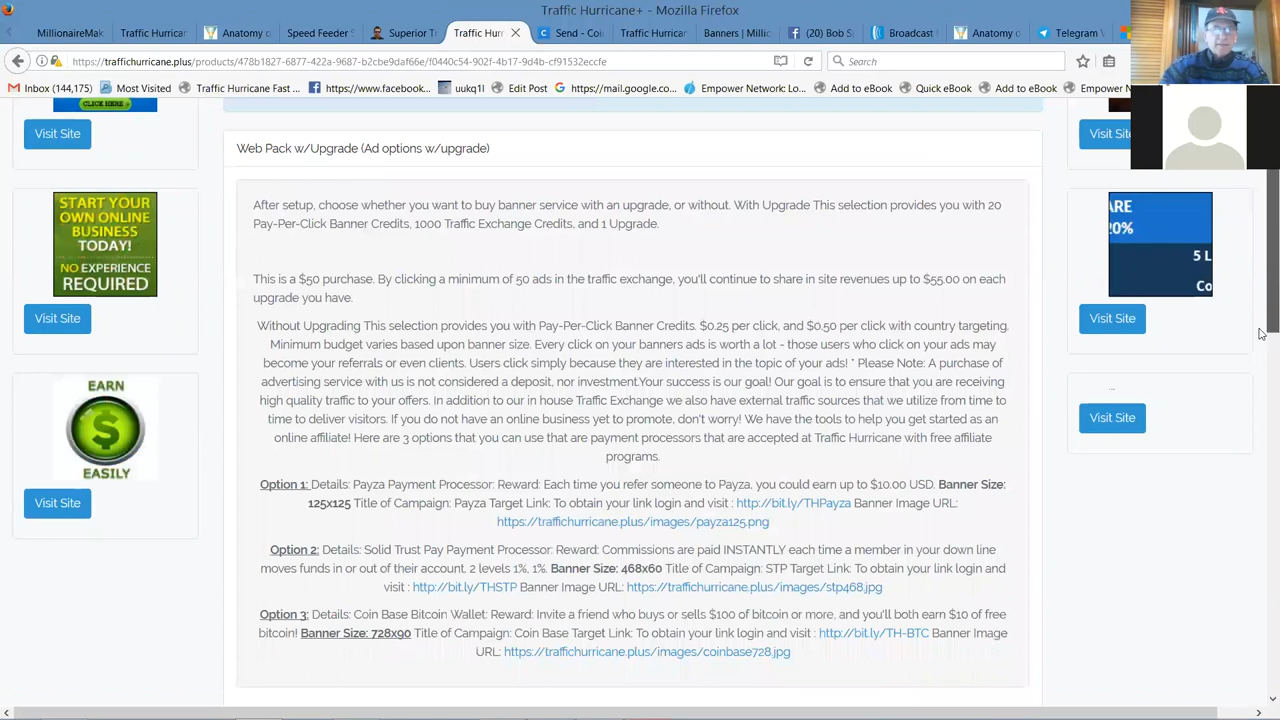 Traffic Hurricane+ - Mozilla Firefox
MillionaireMak
Traffic Hurricar
Anatomy o
Speed Feeder S
Superior
Traffic Hurr
Send - Coi
Traffic Hurrican
Banners | Millio
(20) Bob S
Broadcast
Anatomy o
Telegram
https://traffichurricane.plus/products/478b1827-6877-422a-9687-b2cbe9daf66e/f0440c54-902f-4b17-9d4b-cf91532eccfe
Search
Inbox (144,175)
Most Visited
Traffic Hurricane Fast ...
https://www.facebook...
uukq1l
Edit Post
https://mail.google.co...
Empower Network: Lo...
Add to eBook
Quick eBook
Add to eBook
Empower N
CLICK HERE
Visit Site
Visit Site
Web Pack w/Upgrade (Ad options w/upgrade)
After setup, choose whether you want to buy banner service with an upgrade, or without. With Upgrade This selection provides you with 20
Pay-Per-Click Banner Credits, 1000 Traffic Exchange Credits, and 1 Upgrade.
This is a $50 purchase. By clicking a minimum of 50 ads in the traffic exchange, you'll continue to share in site revenues up to $55.00 on each
upgrade you have.
Without Upgrading This selection provides you with Pay-Per-Click Banner Credits. $0.25 per click, and $0.50 per click with country targeting.
Minimum budget varies based upon banner size. Every click on your banners ads is worth a lot - those users who click on your ads may
become your referrals or even clients. Users click simply because they are interested in the topic of your ads! * Please Note: A purchase of
advertising service with us is not considered a deposit, nor investment.Your success is our goal! Our goal is to ensure that you are receiving
high quality traffic to your offers. In addition to our in house Traffic Exchange we also have external traffic sources that we utilize from time to
time to deliver visitors. If you do not have an online business yet to promote, don't worry! We have the tools to help you get started as an
online affiliate! Here are 3 options that you can use that are payment processors that are accepted at Traffic Hurricane with free affiliate
programs.
Option 1: Details: Payza Payment Processor: Reward: Each time you refer someone to Payza, you could earn up to $10.00 USD. Banner Size:
125x125 Title of Campaign: Payza Target Link: To obtain your link login and visit : http://bit.ly/THPayza Banner Image URL:
https://traffichurricane.plus/images/payza125.png
Option 2: Details: Solid Trust Pay Payment Processor: Reward: Commissions are paid INSTANTLY each time a member in your down line
moves funds in or out of their account. 2 levels 1%, 1%. Banner Size: 468x60 Title of Campaign: STP Target Link: To obtain your link login and
visit : http://bit.ly/THSTP Banner Image URL: https://traffichurricane.plus/images/stp468.jpg
Option 3: Details: Coin Base Bitcoin Wallet: Reward: Invite a friend who buys or sells $100 of bitcoin or more, and you'll both earn $10 of free
bitcoin! Banner Size: 728x90 Title of Campaign: Coin Base Target Link: To obtain your link login and visit : http://bit.ly/TH-BTC Banner Image
URL: https://traffichurricane.plus/images/coinbase728.jpg
START YOUR
OWN ONLINE
BUSINESS
TODAY!
NO EXPERIENCE
REQUIRED
Visit Site
EARN
$
EASILY
Visit Site
ARE
20%
5 L
Co
Visit Site
...
Visit Site